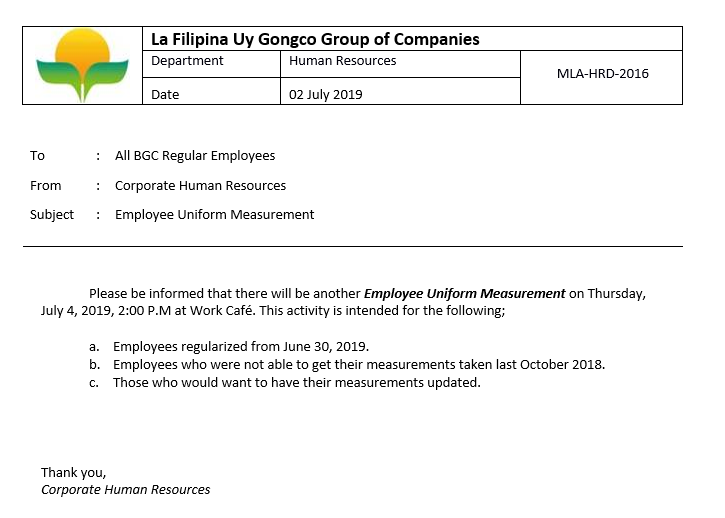 La Filipina Uy Gongco Group of Companies
Department
Human Resources
MLA-HRD-2016
Date
02 July 2019
To : All BGC Regular Employees
From : Corporate Human Resources
Subject : Employee Uniform Measurement
Please be informed that there will be another Employee Uniform Measurement on Thursday,
July 4, 2019, 2:00 P.M at Work Café. This activity is intended for the following;
a. Employees regularized from June 30, 2019.
b. Employees who were not able to get their measurements taken last October 2018.
c. Those who would want to have their measurements updated.
Thank you,
Corporate Human Resources